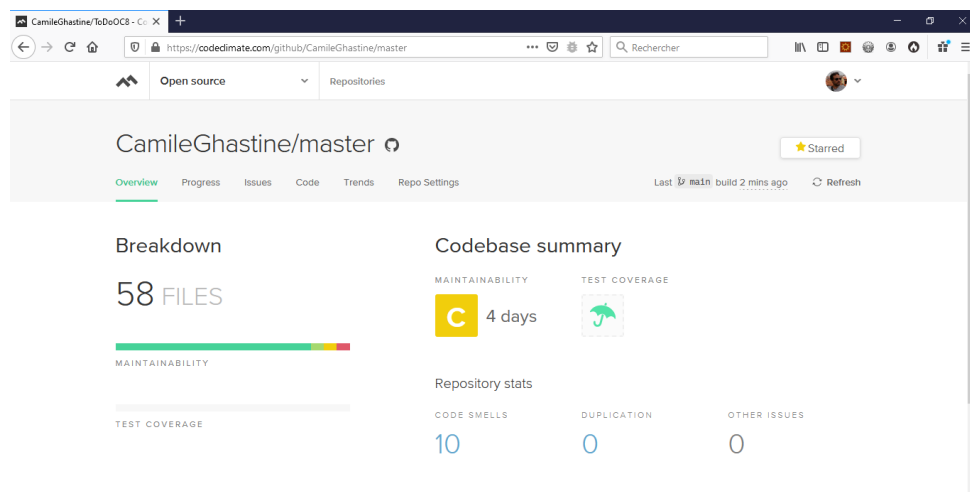 CamileGhastine/ToDoOC8 - Co
https://codeclimate.com/github/CamileGhastine/master
Rechercher
Open source
Repositories
CamileGhastine/master
Starred
Overview Progress Issues Code Trends Repo Settings
Last main build 2 mins ago Refresh
Breakdown
Codebase summary
58 FILES
MAINTAINABILITY
TEST COVERAGE
C 4 days
MAINTAINABILITY
TEST COVERAGE
Repository stats
CODE SMELLS
DUPLICATION
OTHER ISSUES
10
0
0